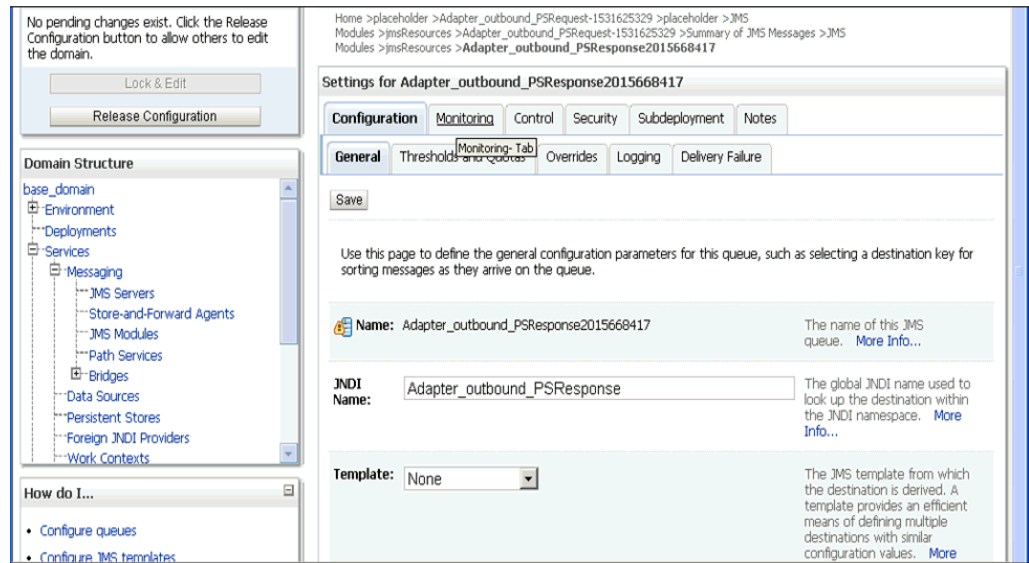 No pending changes exist. Click the Release
Configuration button to allow others to edit
the domain.
Lock & Edit
Release Configuration
Domain Structure
base_domain
Environment
Deployments
Services
Messaging
JMS Servers
Store-and-Forward Agents
JMS Modules
Path Services
Bridges
Data Sources
Persistent Stores
Foreign JNDI Providers
Work Contexts
How do I...
Configure queues
Configure JMS templates
Home >placeholder >Adapter_outbound_PSRequest-1531625329 >placeholder >JMS
Modules >jmsResources >Adapter_outbound_PSRequest-1531625329 >Summary of JMS Messages >JMS
Modules >jmsResources >Adapter_outbound_PSResponse2015668417
Settings for Adapter_outbound_PSResponse2015668417
Configuration Monitoring Control Security Subdeployment Notes
Monitoring- Tab
General Thresholds and Quotas Overrides Logging Delivery Failure
Save
Use this page to define the general configuration parameters for this queue, such as selecting a destination key for
sorting messages as they arrive on the queue.
Name: Adapter_outbound_PSResponse2015668417
The name of this JMS
queue. More Info...
JNDI
Name:
Adapter_outbound_PSResponse
The global JNDI name used to
look up the destination within
the JNDI namespace. More
Info...
Template: None
The JMS template from which
the destination is derived. A
template provides an efficient
means of defining multiple
destinations with similar
configuration values. More